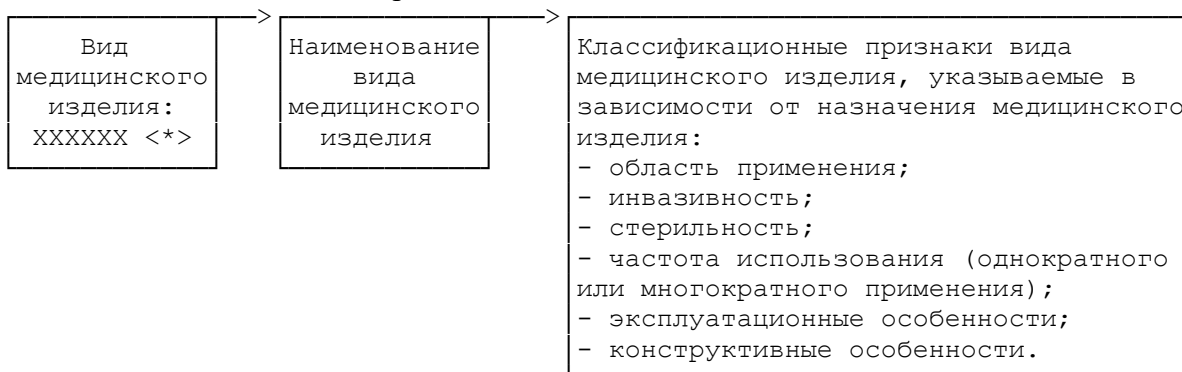 Вид
медицинского
изделия:
XXXXXX <*>
Наименование
вида
медицинского
изделия
Классификационные признаки вида
медицинского изделия, указываемые в
зависимости от назначения медицинского
изделия:
- область применения;
- инвазивность;
- стерильность;
- частота использования (однократного
или многократного применения);
- эксплуатационные особенности;
- конструктивные особенности.